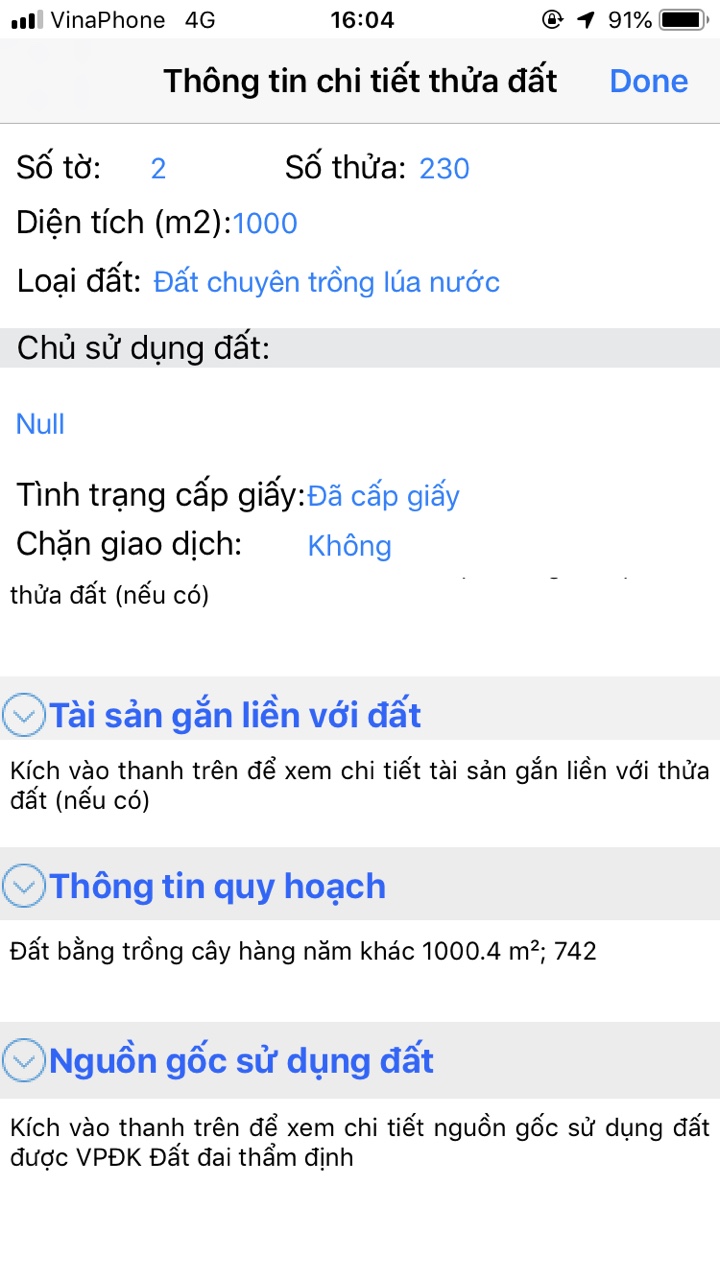 VinaPhone 4G 16:04 91%
Thông tin chi tiết thửa đất Done
Số tờ: 2 Số thửa: 230
Diện tích (m2):1000
Loại đất: Đất chuyên trồng lúa nước
Chủ sử dụng đất:
Null
Tình trạng cấp giấy:Đã cấp giấy
Chặn giao dịch: Không
thửa đất (nếu có)
Tài sản gắn liền với đất
Kích vào thanh trên để xem chi tiết tài sản gắn liền với thửa
đất (nếu có)
Thông tin quy hoạch
Đất bằng trồng cây hàng năm khác 1000.4 m²; 742
Nguồn gốc sử dụng đất
Kích vào thanh trên để xem chi tiết nguồn gốc sử dụng đất
được VPĐK Đất đai thẩm định